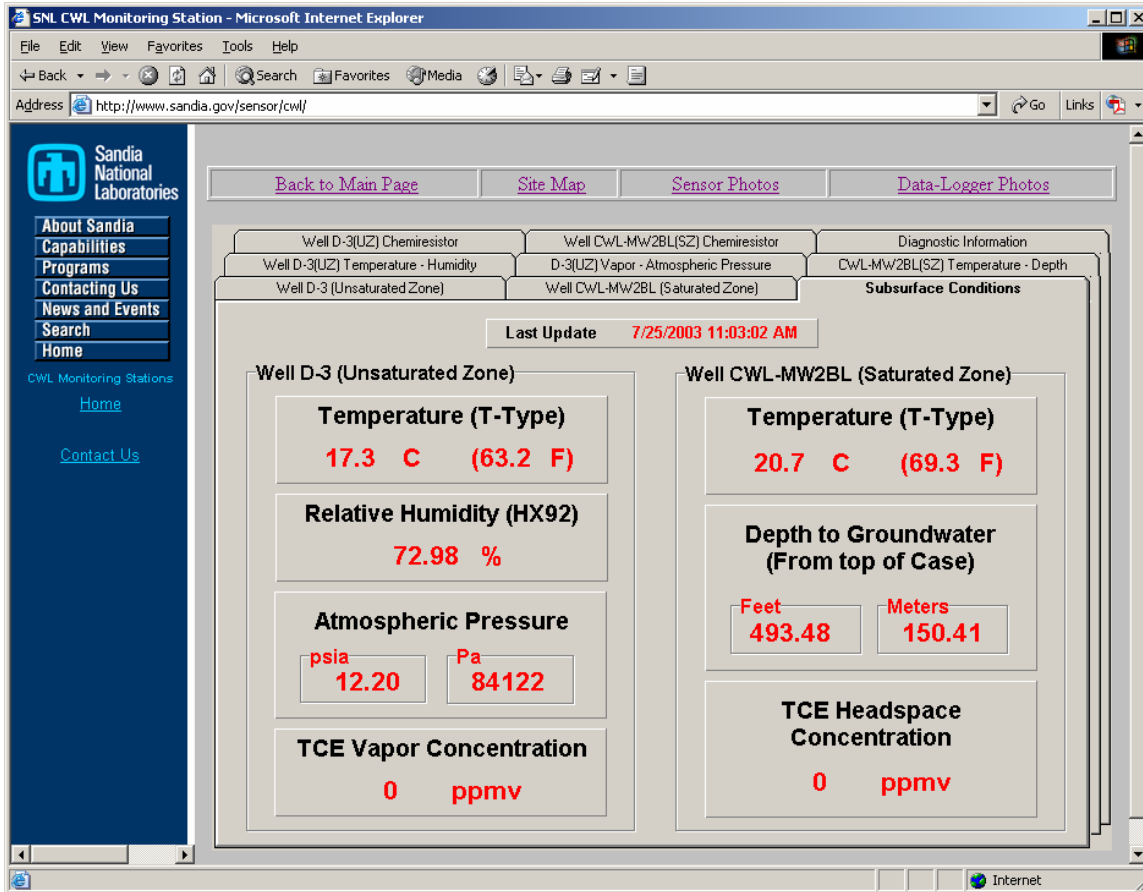 SNL CWL Monitoring Station - Microsoft Internet Explorer
File Edit View Favorites Tools Help
Back Search Favorites Media
Address http://www.sandia.gov/sensor/cwl/ Go Links
Sandia
National
Laboratories
About Sandia
Capabilities
Programs
Contacting Us
News and Events
Search
Home
CWL Monitoring Stations
Home
Contact Us
Back to Main Page Site Map Sensor Photos Data-Logger Photos
Well D-3(UZ) Chemiresistor Well CWL-MW2BL(SZ) Chemiresistor Diagnostic Information
Well D-3(UZ) Temperature - Humidity D-3(UZ) Vapor - Atmospheric Pressure CWL-MW2BL(SZ) Temperature - Depth
Well D-3 (Unsaturated Zone) Well CWL-MW2BL (Saturated Zone) Subsurface Conditions
Last Update 7/25/2003 11:03:02 AM
Well D-3 (Unsaturated Zone)
Temperature (T-Type)
17.3 C (63.2 F)
Relative Humidity (HX92)
72.98 %
Atmospheric Pressure
psia Pa
12.20 84122
TCE Vapor Concentration
0 ppmv
Well CWL-MW2BL (Saturated Zone)
Temperature (T-Type)
20.7 C (69.3 F)
Depth to Groundwater
(From top of Case)
Feet Meters
493.48 150.41
TCE Headspace
Concentration
0 ppmv
Internet